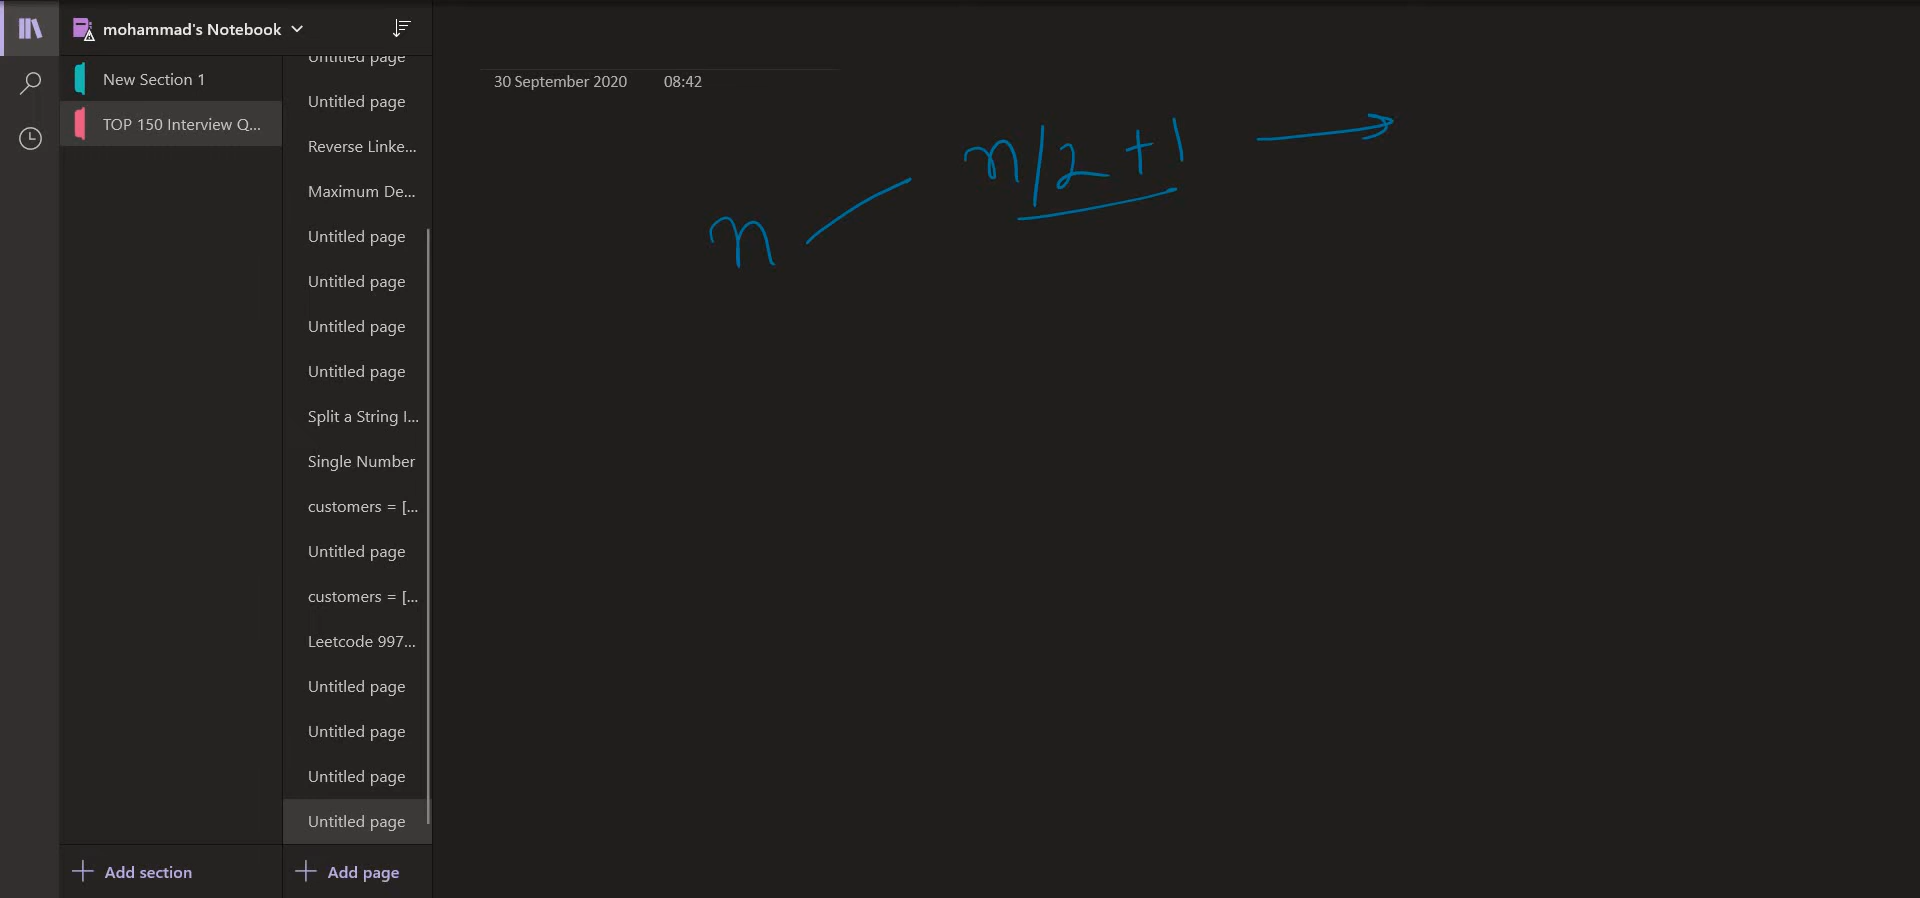 mohammad's Notebook
New Section 1
TOP 150 Interview Q...
Add section
Untitled page
Untitled page
Reverse Linke...
Maximum De...
Untitled page
Untitled page
Untitled page
Untitled page
Split a String I...
Single Number
customers = [...
Untitled page
customers = [...
Leetcode 997...
Untitled page
Untitled page
Untitled page
Untitled page
Add page
30 September 2020 08:42
n/2 +1
n